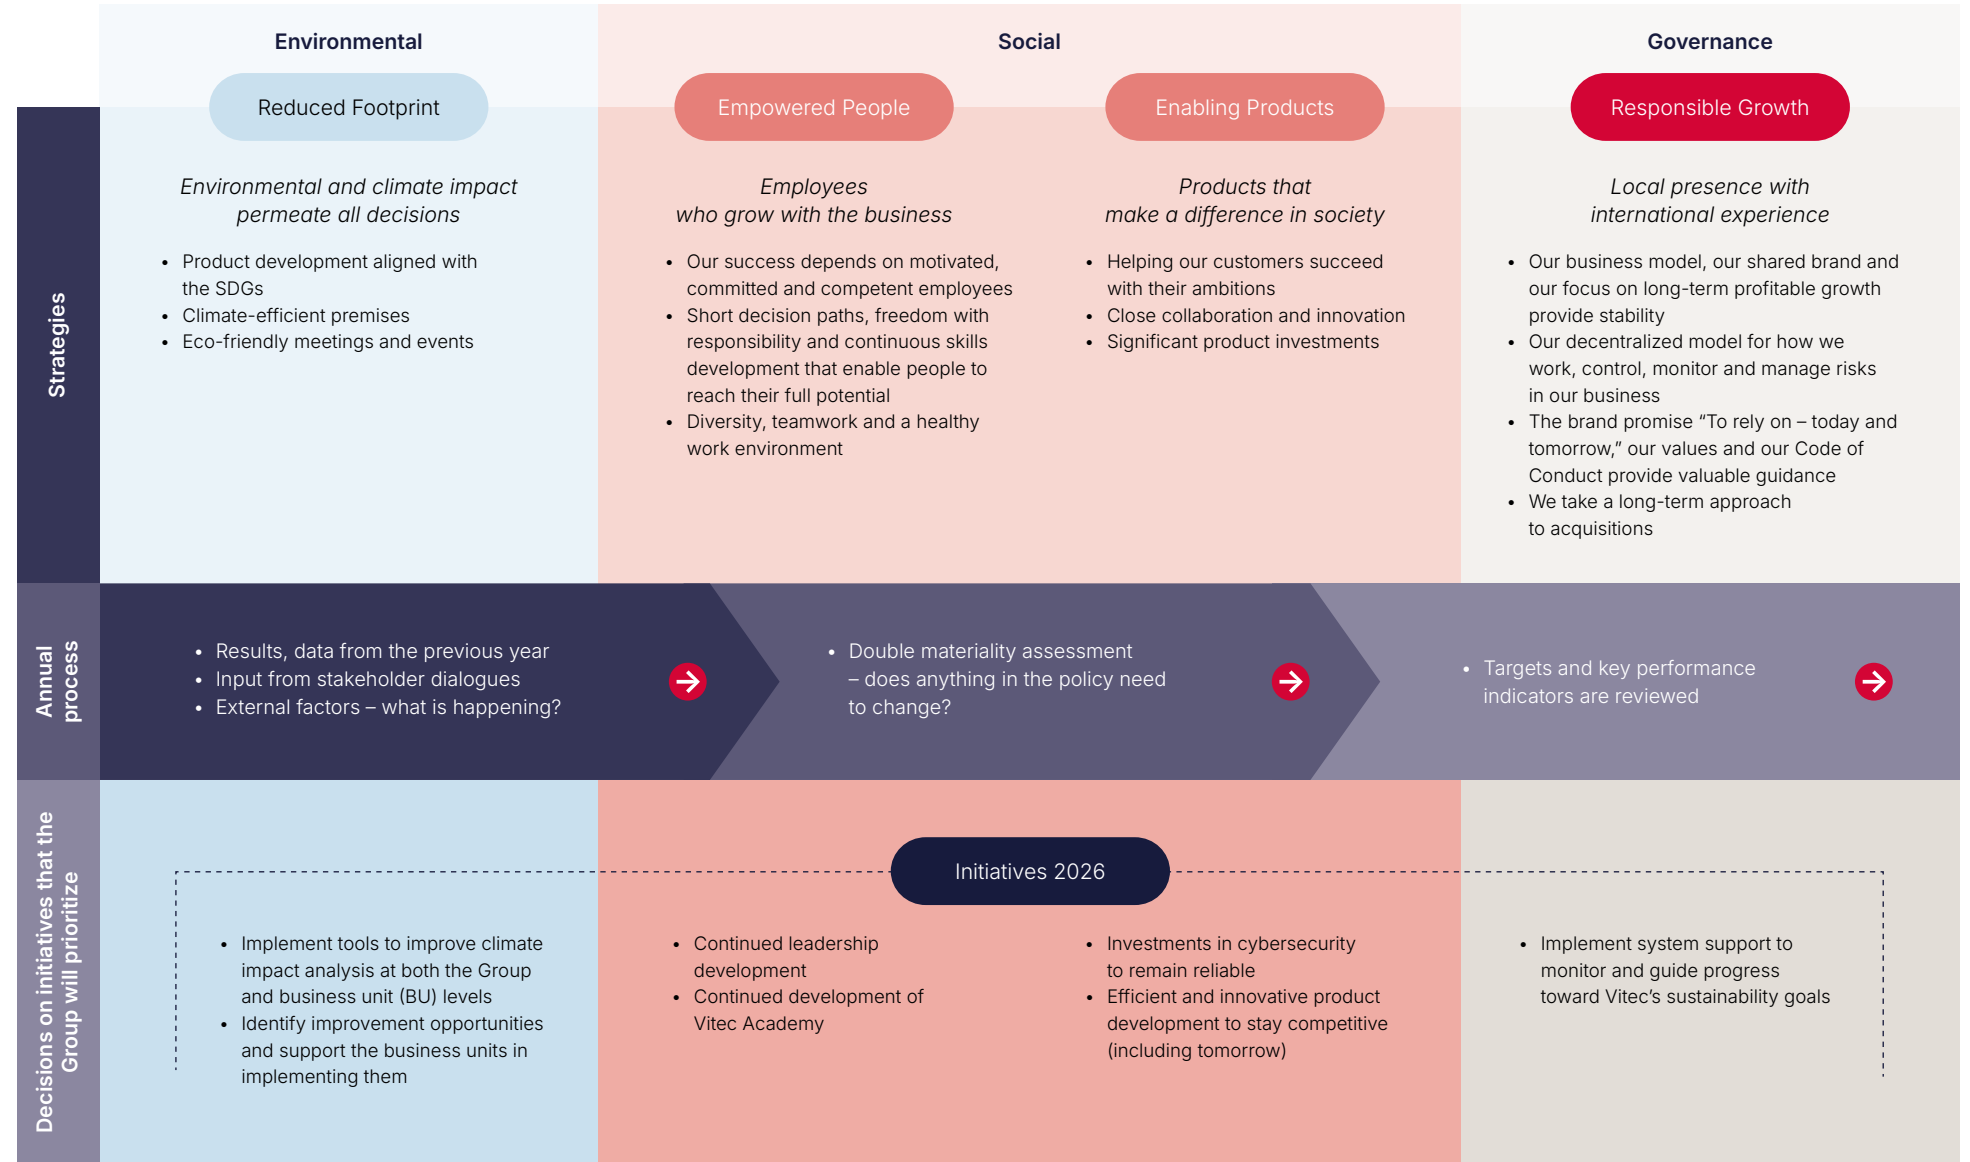 Environmental
Social
Governance
Reduced Footprint
Empowered People
Enabling Products
Responsible Growth
Strategies
Environmental and climate impact
permeate all decisions
• Product development aligned with
the SDGs
• Climate-efficient premises
• Eco-friendly meetings and events
Employees
who grow with the business
• Our success depends on motivated,
committed and competent employees
• Short decision paths, freedom with
responsibility and continuous skills
development that enable people to
reach their full potential
• Diversity, teamwork and a healthy
work environment
Products that
make a difference in society
• Helping our customers succeed
with their ambitions
• Close collaboration and innovation
• Significant product investments
Local presence with
international experience
• Our business model, our shared brand and
our focus on long-term profitable growth
provide stability
• Our decentralized model for how we
work, control, monitor and manage risks
in our business
• The brand promise “To rely on – today and
tomorrow,” our values and our Code of
Conduct provide valuable guidance
• We take a long-term approach
to acquisitions
Annual
process
• Results, data from the previous year
• Input from stakeholder dialogues
• External factors – what is happening?
• Double materiality assessment
– does anything in the policy need
to change?
• Targets and key performance
indicators are reviewed
Decisions on initiatives that the
Group will prioritize
Initiatives 2026
• Implement tools to improve climate
impact analysis at both the Group
and business unit (BU) levels
• Identify improvement opportunities
and support the business units in
implementing them
• Continued leadership
development
• Continued development of
Vitec Academy
• Investments in cybersecurity
to remain reliable
• Efficient and innovative product
development to stay competitive
(including tomorrow)
• Implement system support to
monitor and guide progress
toward Vitec’s sustainability goals